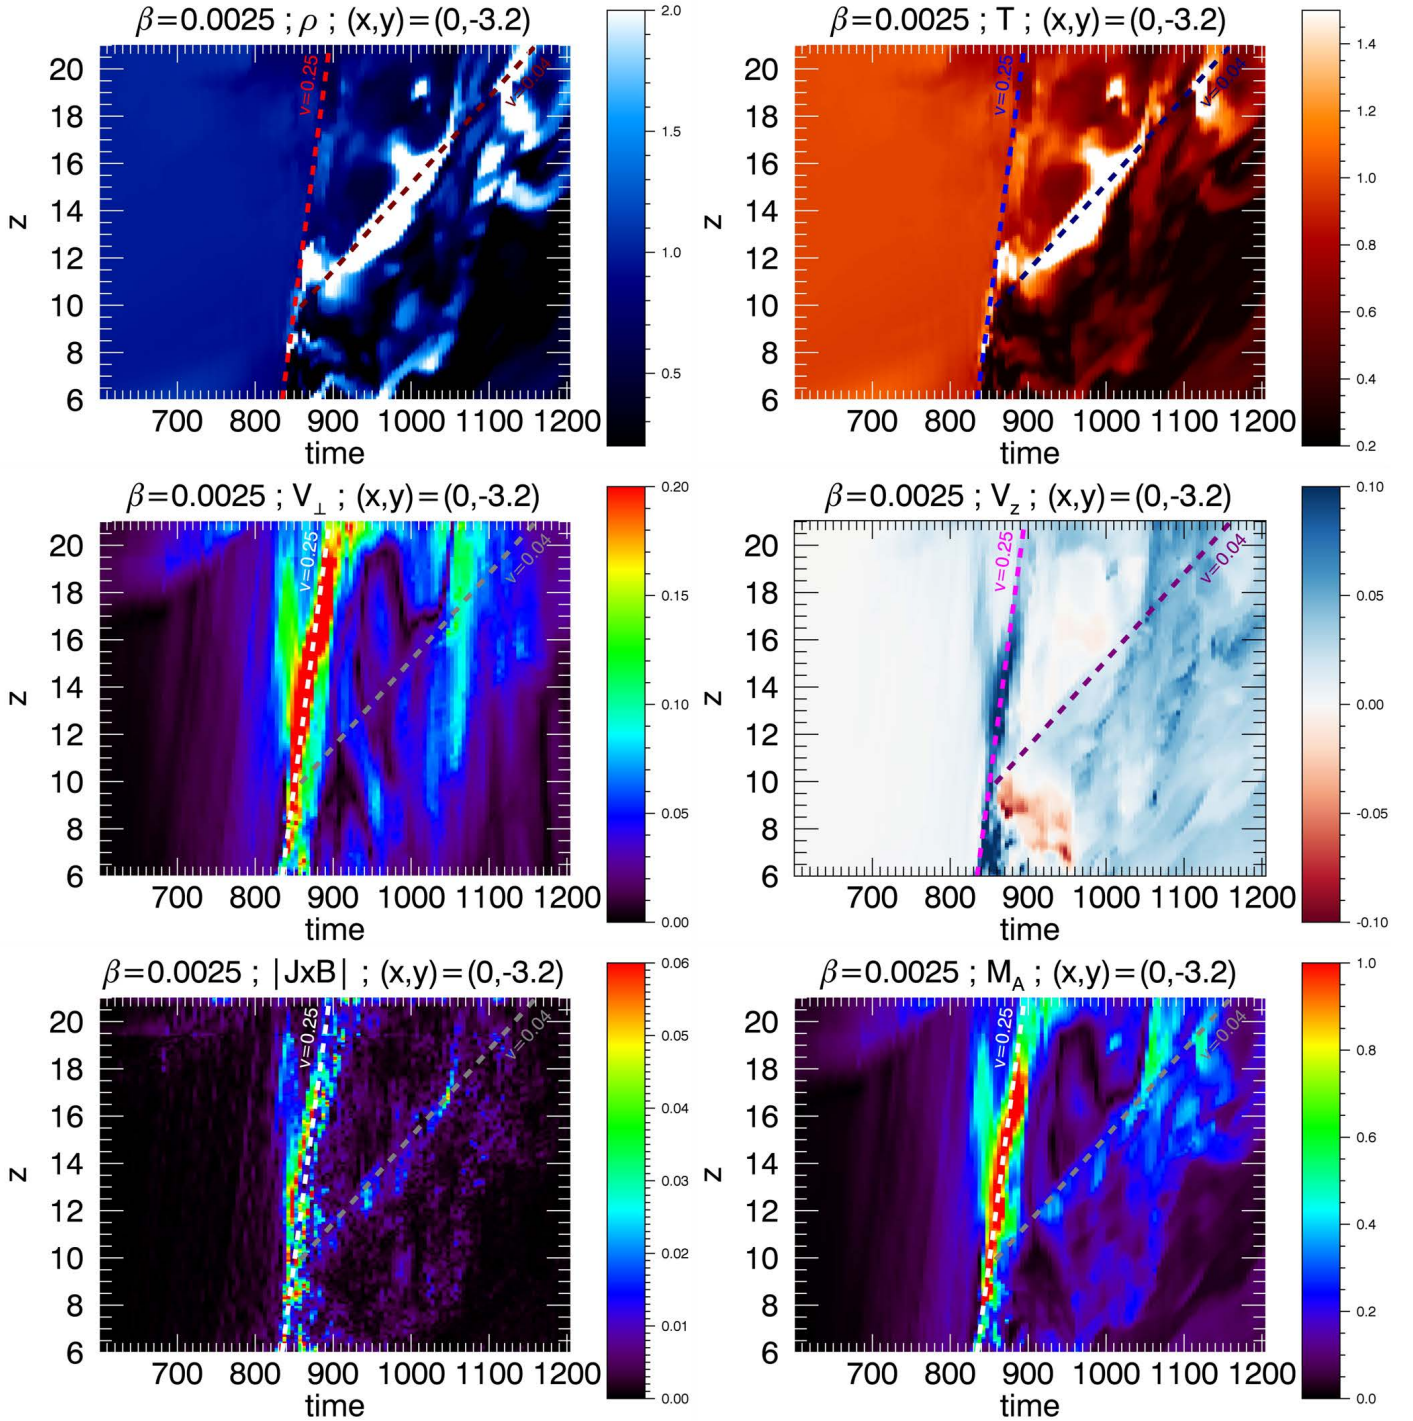 β=0.0025 ; ρ ; (x,y)=(0,-3.2)
20
18
16
14
12
10
8
6
z
700 800 900 1000 1100 1200
time
v=0.25
v=0.04
2.0
1.5
1.0
0.5
β=0.0025 ; T ; (x,y)=(0,-3.2)
20
18
16
14
12
10
8
6
z
700 800 900 1000 1100 1200
time
v=0.25
v=0.04
1.4
1.2
1.0
0.8
0.6
0.4
0.2
β=0.0025 ; V⊥ ; (x,y)=(0,-3.2)
20
18
16
14
12
10
8
6
z
700 800 900 1000 1100 1200
time
v=0.25
v=0.04
0.20
0.15
0.10
0.05
0.00
β=0.0025 ; Vz ; (x,y)=(0,-3.2)
20
18
16
14
12
10
8
6
z
700 800 900 1000 1100 1200
time
v=0.25
v=0.04
0.10
0.05
0.00
-0.05
-0.10
β=0.0025 ; |JxB| ; (x,y)=(0,-3.2)
20
18
16
14
12
10
8
6
z
700 800 900 1000 1100 1200
time
v=0.25
v=0.04
0.06
0.05
0.04
0.03
0.02
0.01
0.00
β=0.0025 ; MA ; (x,y)=(0,-3.2)
20
18
16
14
12
10
8
6
z
700 800 900 1000 1100 1200
time
v=0.25
v=0.04
1.0
0.8
0.6
0.4
0.2
0.0